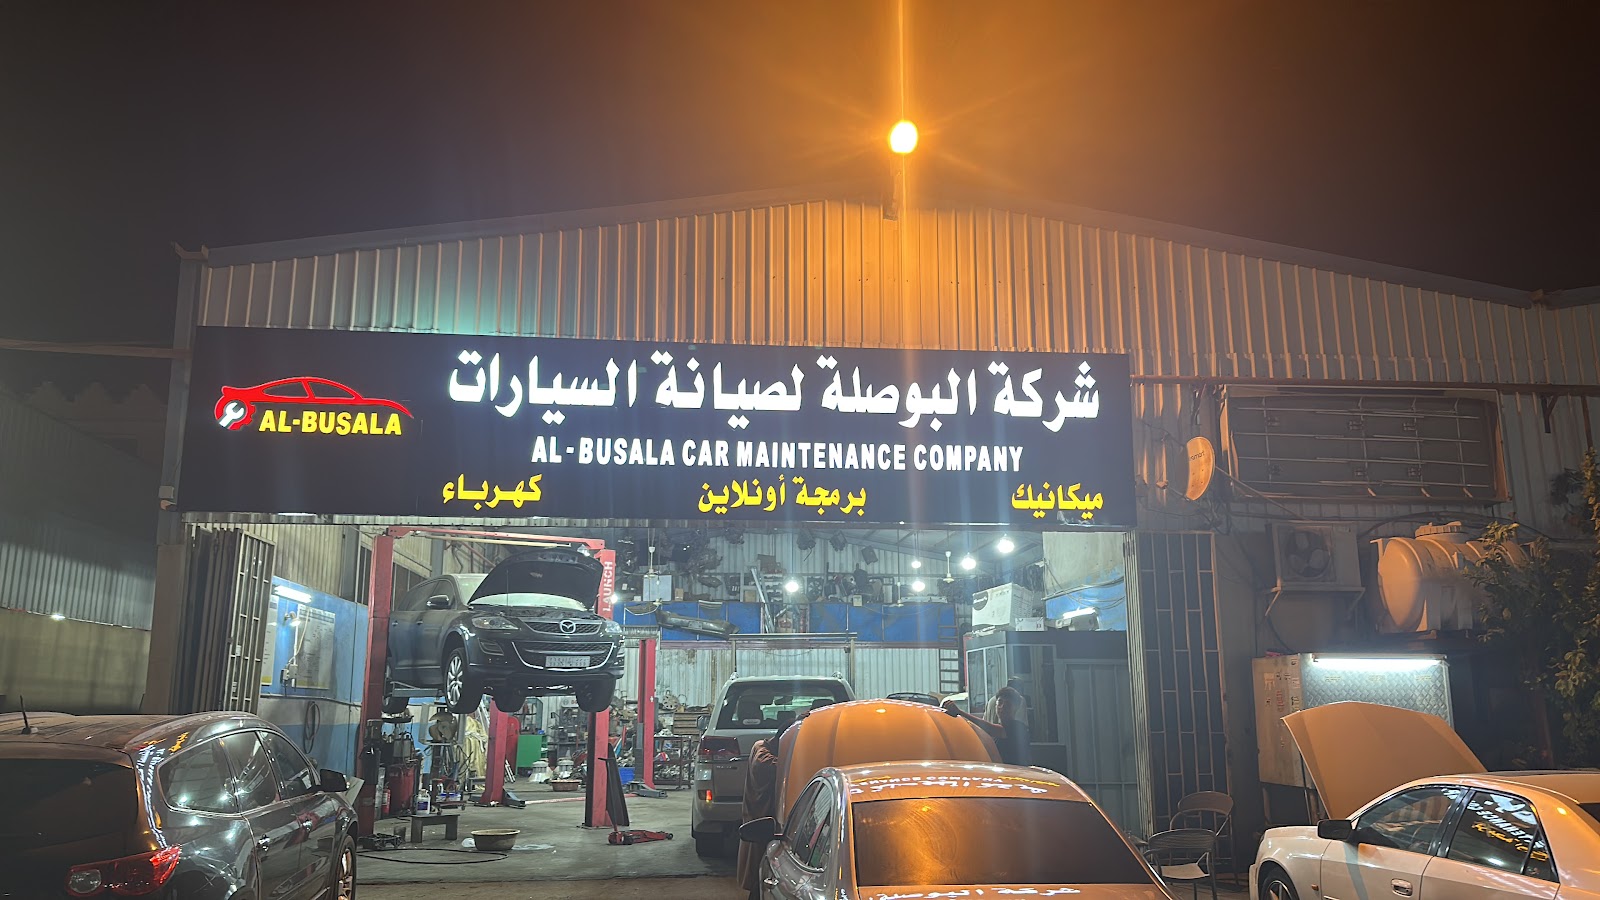 شركة البوصلة لصيانة السيارات
AL-BUSALA
AL-BUSALA CAR MAINTENANCE COMPANY
ميكانيك برمجة أونلاين كهرباء
LAUNCH